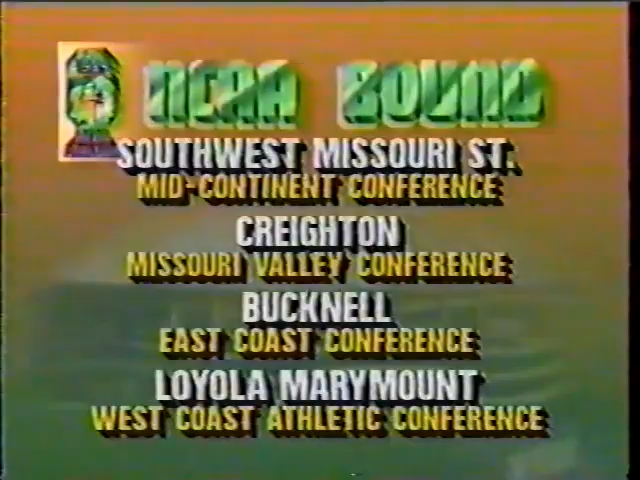 NCAA BOUND
SOUTHWEST MISSOURI ST.
MID-CONTINENT CONFERENCE
CREIGHTON
MISSOURI VALLEY CONFERENCE
BUCKNELL
EAST COAST CONFERENCE
LOYOLA MARYMOUNT
WEST COAST ATHLETIC CONFERENCE